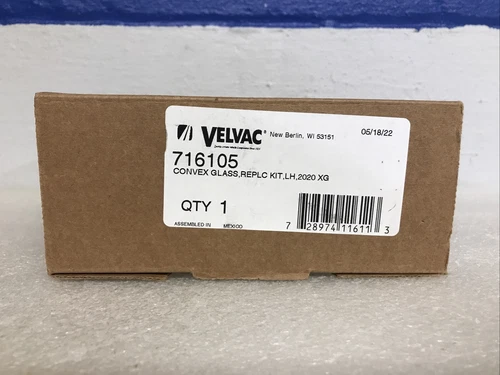 VELVAC® New Berlin, WI 53151 05/18/22
716105
CONVEX GLASS,REPLC KIT,LH,2020 XG
QTY 1
ASSEMBLED IN MEXICO
7 28974 11611 3